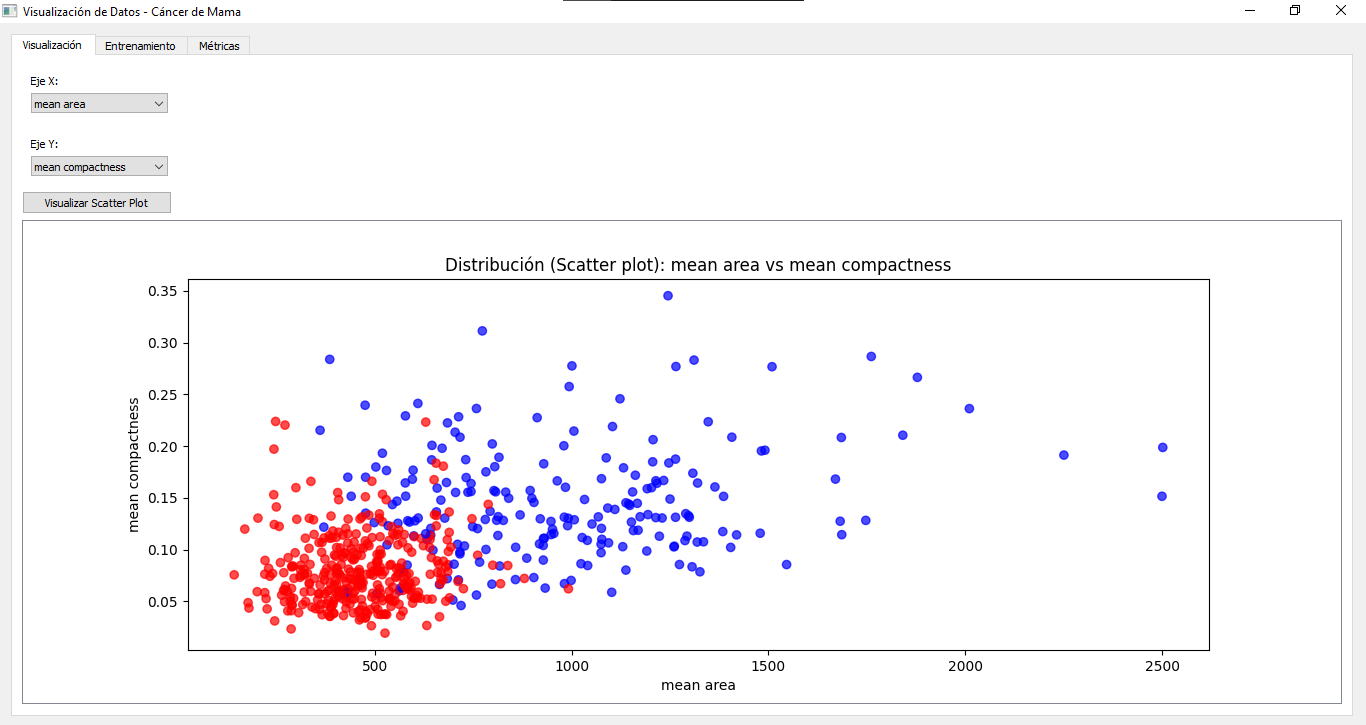 Visualización de Datos - Cáncer de Mama
Visualización
Entrenamiento
Métricas
Eje X:
mean area
Eje Y:
mean compactness
Visualizar Scatter Plot
Distribución (Scatter plot): mean area vs mean compactness
0.35
0.30
0.25
0.20
0.15
0.10
0.05
mean compactness
500
1000
1500
2000
2500
mean area